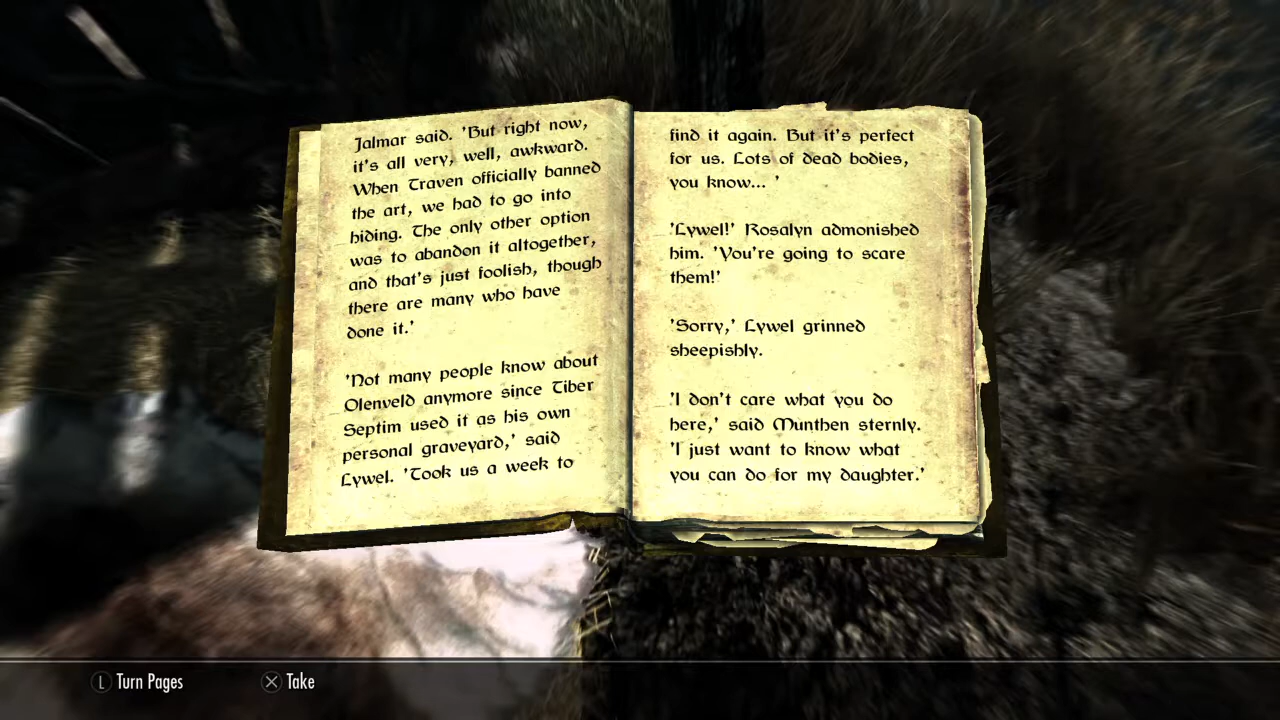 Jalmar said. 'But right now,
it's all very, well, awkward.
When Traven officially banned
the art, we had to go into
hiding. The only other option
was to abandon it altogether,
and that's just foolish, though
there are many who have
done it.'
'Not many people know about
Olenveld anymore since Tiber
Septim used it as his own
personal graveyard,' said
Lywel. 'Took us a week to
find it again. But it's perfect
for us. Lots of dead bodies,
you know... '
'Lywel!' Rosalyn admonished
him. 'You're going to scare
them!'
'Sorry,' Lywel grinned
sheepishly.
'I don't care what you do
here,' said Munthen sternly.
'I just want to know what
you can do for my daughter.'
L Turn Pages
X Take